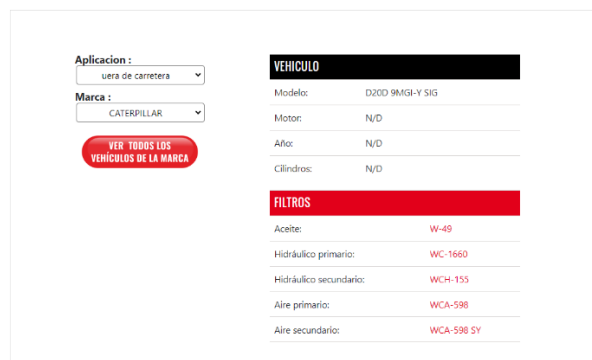 Aplicacion :
uera de carretera
Marca :
CATERPILLAR
VER TODOS LOS
VEHÍCULOS DE LA MARCA
VEHICULO
Modelo: D20D 9MGI-Y SIG
Motor: N/D
Año: N/D
Cilindros: N/D
FILTROS
Aceite: W-49
Hidráulico primario: WC-1660
Hidráulico secundario: WCH-155
Aire primario: WCA-598
Aire secundario: WCA-598 SY